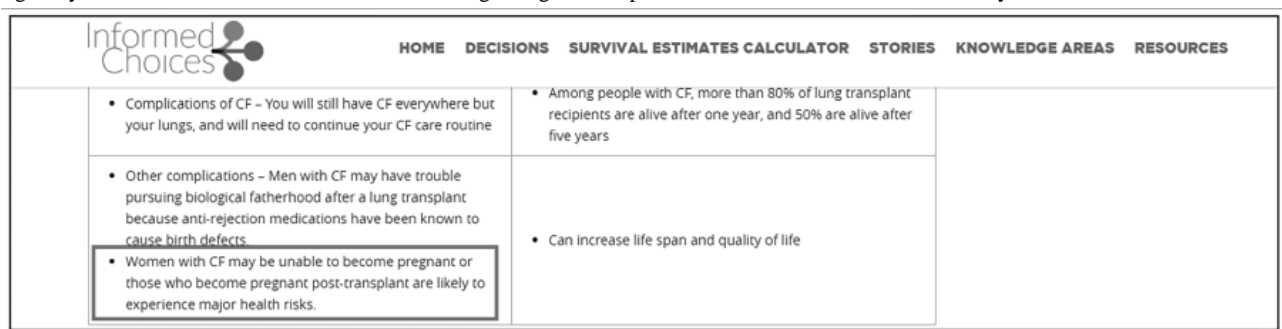 Informed
Choices
HOME DECISIONS SURVIVAL ESTIMATES CALCULATOR STORIES KNOWLEDGE AREAS RESOURCES
• Complications of CF – You will still have CF everywhere but
your lungs, and will need to continue your CF care routine
• Among people with CF, more than 80% of lung transplant
recipients are alive after one year, and 50% are alive after
five years
• Other complications – Men with CF may have trouble
pursuing biological fatherhood after a lung transplant
because anti-rejection medications have been known to
cause birth defects.
• Women with CF may be unable to become pregnant or
those who become pregnant post-transplant are likely to
experience major health risks.
• Can increase life span and quality of life